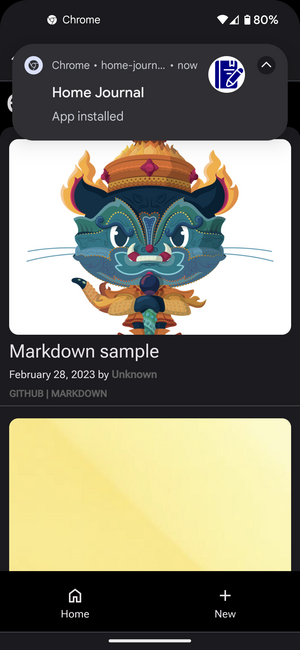 Chrome
80%
Chrome • home-journ... • now
Home Journal
App installed
Markdown sample
February 28, 2023 by Unknown
GITHUB | MARKDOWN
Home
New